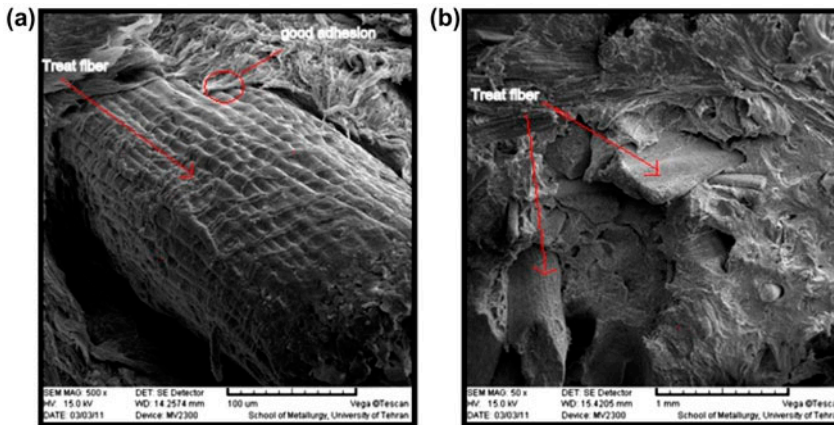 (a)
good adhesion
Treat fiber
SEM MAG: 500 x DET: SE Detector
HV: 15.0 kV WD: 14.2574 mm 100 um Vega ©Tescan
DATE: 03/03/11 Device: MV2300 School of Metallurgy, University of Tehran
(b)
Treat fiber
SEM MAG: 50 x DET: SE Detector
HV: 15.0 kV WD: 15.4205 mm 1 mm Vega ©Tescan
DATE: 03/03/11 Device: MV2300 School of Metallurgy, University of Tehran